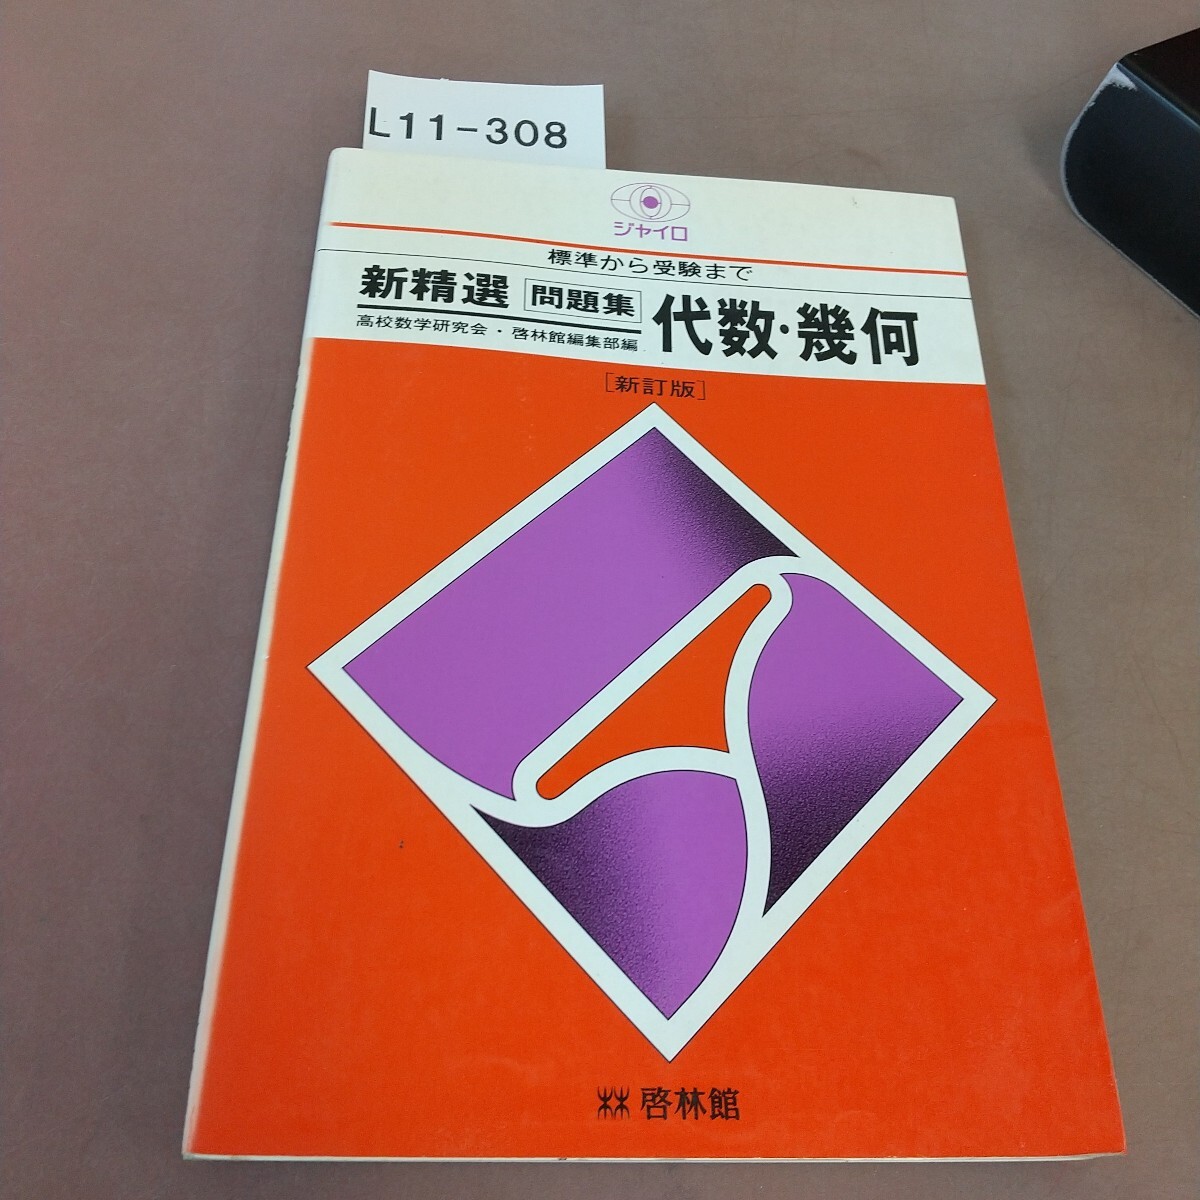 L11-308
ジャイロ
標準から受験まで
新精選 問題集 代数・幾何
高校数学研究会・啓林館編集部編
[新訂版]
啓林館